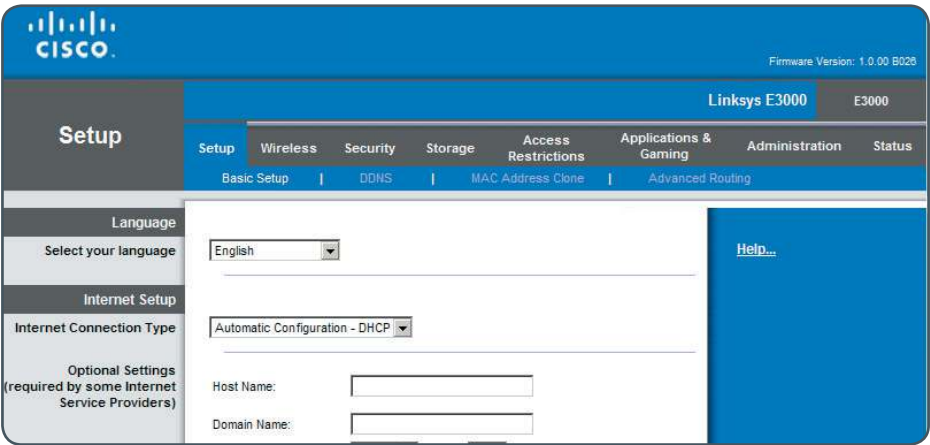 CISCO.
Firmware Version: 1.0.00 B026
Linksys E3000
E3000
Setup
Setup
Wireless
Security
Storage
Access Restrictions
Applications & Gaming
Administration
Status
Basic Setup
|
DDNS
|
MAC Address Clone
|
Advanced Routing
Language
Select your language
English
Help...
Internet Setup
Internet Connection Type
Automatic Configuration - DHCP
Optional Settings
(required by some Internet
Service Providers)
Host Name:
Domain Name: